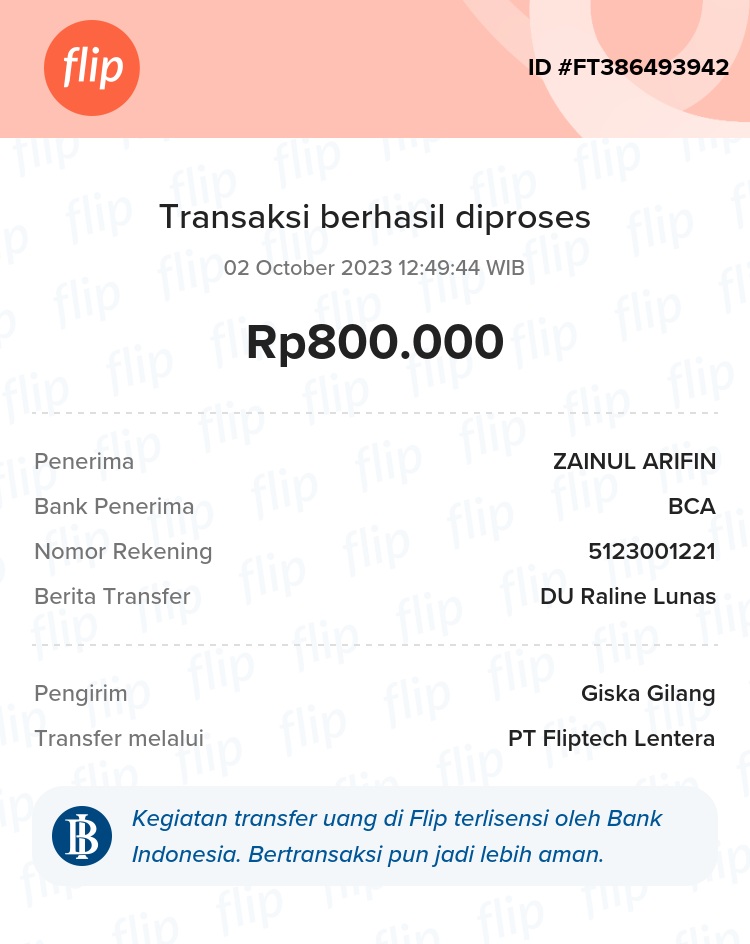 flip
ID #FT386493942
Transaksi berhasil diproses
02 October 2023 12:49:44 WIB
Rp800.000
Penerima ZAINUL ARIFIN
Bank Penerima BCA
Nomor Rekening 5123001221
Berita Transfer DU Raline Lunas
Pengirim Giska Gilang
Transfer melalui PT Fliptech Lentera
Kegiatan transfer uang di Flip terlisensi oleh Bank
Indonesia. Bertransaksi pun jadi lebih aman.